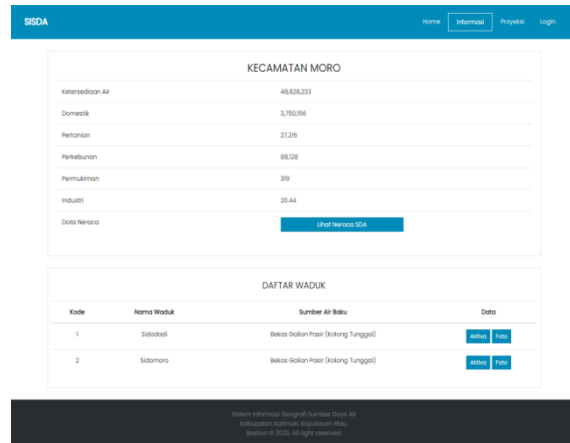 SISDA
Home Informasi Proyeksi Login
KECAMATAN MORO
Ketersediaan Air 48,828,233
Domestik 3,750,156
Pertanian 27,216
Perkebunan 88,128
Permukiman 319
Industri 20.44
Data Neraca Lihat Neraca SDA
DAFTAR WADUK
Kode Nama Waduk Sumber Air Baku Data
1 Sidodadi Bekas Galian Pasir (Kolong Tunggal) Aktiva Foto
2 Sidomoro Bekas Galian Pasir (Kolong Tunggal) Aktiva Foto
Sistem Informasi Geografi Sumber Daya Air
Kabupaten Karimun, Kepulauan Riau.
© 2020. All right reserved.